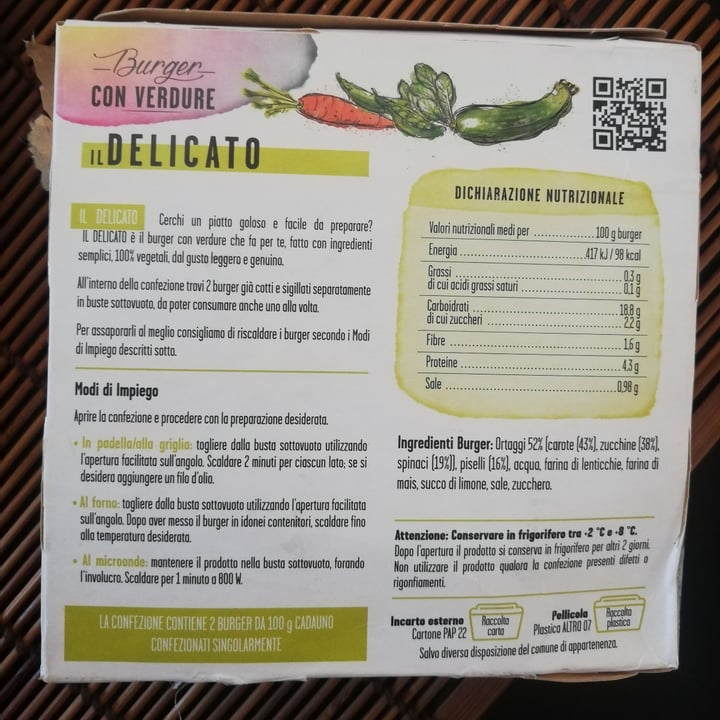 Burger
CON VERDURE
IL DELICATO
IL DELICATO Cerchi un piatto goloso e facile da preparare?
IL DELICATO è il burger con verdure che fa per te, fatto con ingredienti
semplici, 100% vegetali, dal gusto leggero e genuino.
All'interno della confezione trovi 2 burger già cotti e sigillati separatamente
in buste sottovuoto, da poter consumare anche uno alla volta.
Per assaporarli al meglio consigliamo di riscaldare i burger secondo i Modi
di Impiego descritti sotto.
Modi di Impiego
Aprire la confezione e procedere con la preparazione desiderata.
• In padella/alla griglia: togliere dalla busta sottovuoto utilizzando
l'apertura facilitata sull'angolo. Scaldare 2 minuti per ciascun lato; se si
desidera aggiungere un filo d'olio.
• Al forno: togliere dalla busta sottovuoto utilizzando l'apertura facilitata
sull'angolo. Dopo aver messo il burger in idonei contenitori, scaldare fino
alla temperatura desiderata.
• Al microonde: mantenere il prodotto nella busta sottovuoto, forando
l'involucro. Scaldare per 1 minuto a 800 W.
LA CONFEZIONE CONTIENE 2 BURGER DA 100 g CADAUNO
CONFEZIONATI SINGOLARMENTE
DICHIARAZIONE NUTRIZIONALE
Valori nutrizionali medi per ... 100 g burger
Energia ... 417 kJ / 98 kcal
Grassi ... 0,3 g
di cui acidi grassi saturi ... 0,1 g
Carboidrati ... 18,8 g
di cui zuccheri ... 2,2 g
Fibre ... 1,6 g
Proteine ... 4,3 g
Sale ... 0,98 g
Ingredienti Burger: Ortaggi 52% [carote (43%), zucchine (38%),
spinaci (19%)], piselli (16%), acqua, farina di lenticchie, farina di
mais, succo di limone, sale, zucchero.
Attenzione: Conservare in frigorifero tra +2 °C e +8 °C.
Dopo l'apertura il prodotto si conserva in frigorifero per altri 2 giorni.
Non utilizzare il prodotto qualora la confezione presenti difetti o
rigonfiamenti.
Incarto esterno
Cartone PAP 22
Raccolta
carta
Pellicola
Plastica ALTRO 07
Raccolta
plastica
Salvo diversa disposizione del comune di appartenenza.